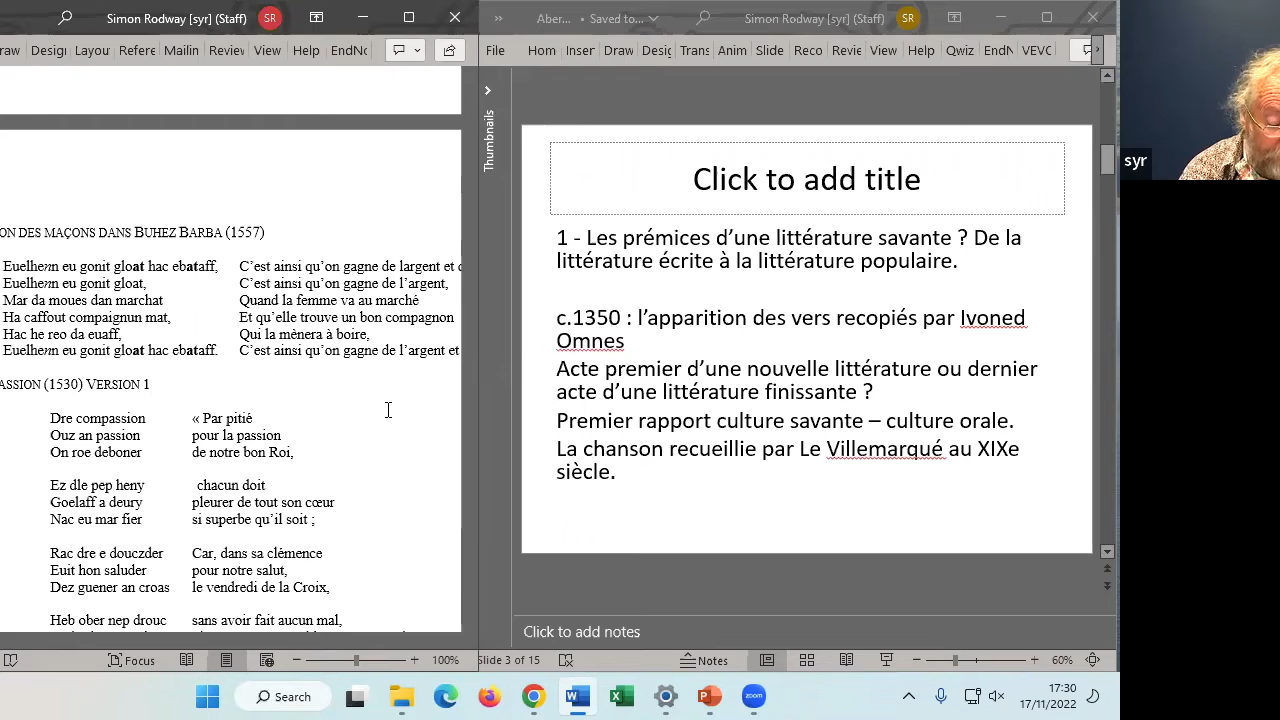 Simon Rodway [syr] (Staff) SR
Aber... • Saved to... Simon Rodway [syr] (Staff) SR
raw Design Layou Refere Mailin Review View Help EndNo
File Hom Inser Draw Desig Trans Anim Slide Reco Revie View Help Qwiz EndN VEVC
Thumbnails
ON DES MAÇONS DANS BUHEZ BARBA (1557)
Euelhenn eu gonit gloat hac ebataff, C'est ainsi qu'on gagne de largent et
Euelhenn eu gonit gloat, C'est ainsi qu'on gagne de l'argent,
Mar da moues dan marchat Quand la femme va au marché
Ha caffout compaignun mat, Et qu'elle trouve un bon compagnon
Hac he reo da euaff, Qui la mènera à boire,
Euelhenn eu gonit gloat hac ebataff. C'est ainsi qu'on gagne de l'argent et
ASSION (1530) VERSION 1
Dre compassion « Par pitié
Ouz an passion pour la passion
On roe deboner de notre bon Roi,
Ez dle pep heny chacun doit
Goelaff a deury pleurer de tout son cœur
Nac eu mar fier si superbe qu'il soit ;
Rac dre e douczder Car, dans sa clémence
Euit hon saluder pour notre salut,
Dez guener an croas le vendredi de la Croix,
Heb ober nep drouc sans avoir fait aucun mal,
Click to add title
1 - Les prémices d'une littérature savante ? De la
littérature écrite à la littérature populaire.
c.1350 : l'apparition des vers recopiés par Ivoned
Omnes
Acte premier d'une nouvelle littérature ou dernier
acte d'une littérature finissante ?
Premier rapport culture savante – culture orale.
La chanson recueillie par Le Villemarqué au XIXe
siècle.
Click to add notes
syr
Focus 100%
Slide 3 of 15 Notes 60%
Search
zoom
17:30
17/11/2022